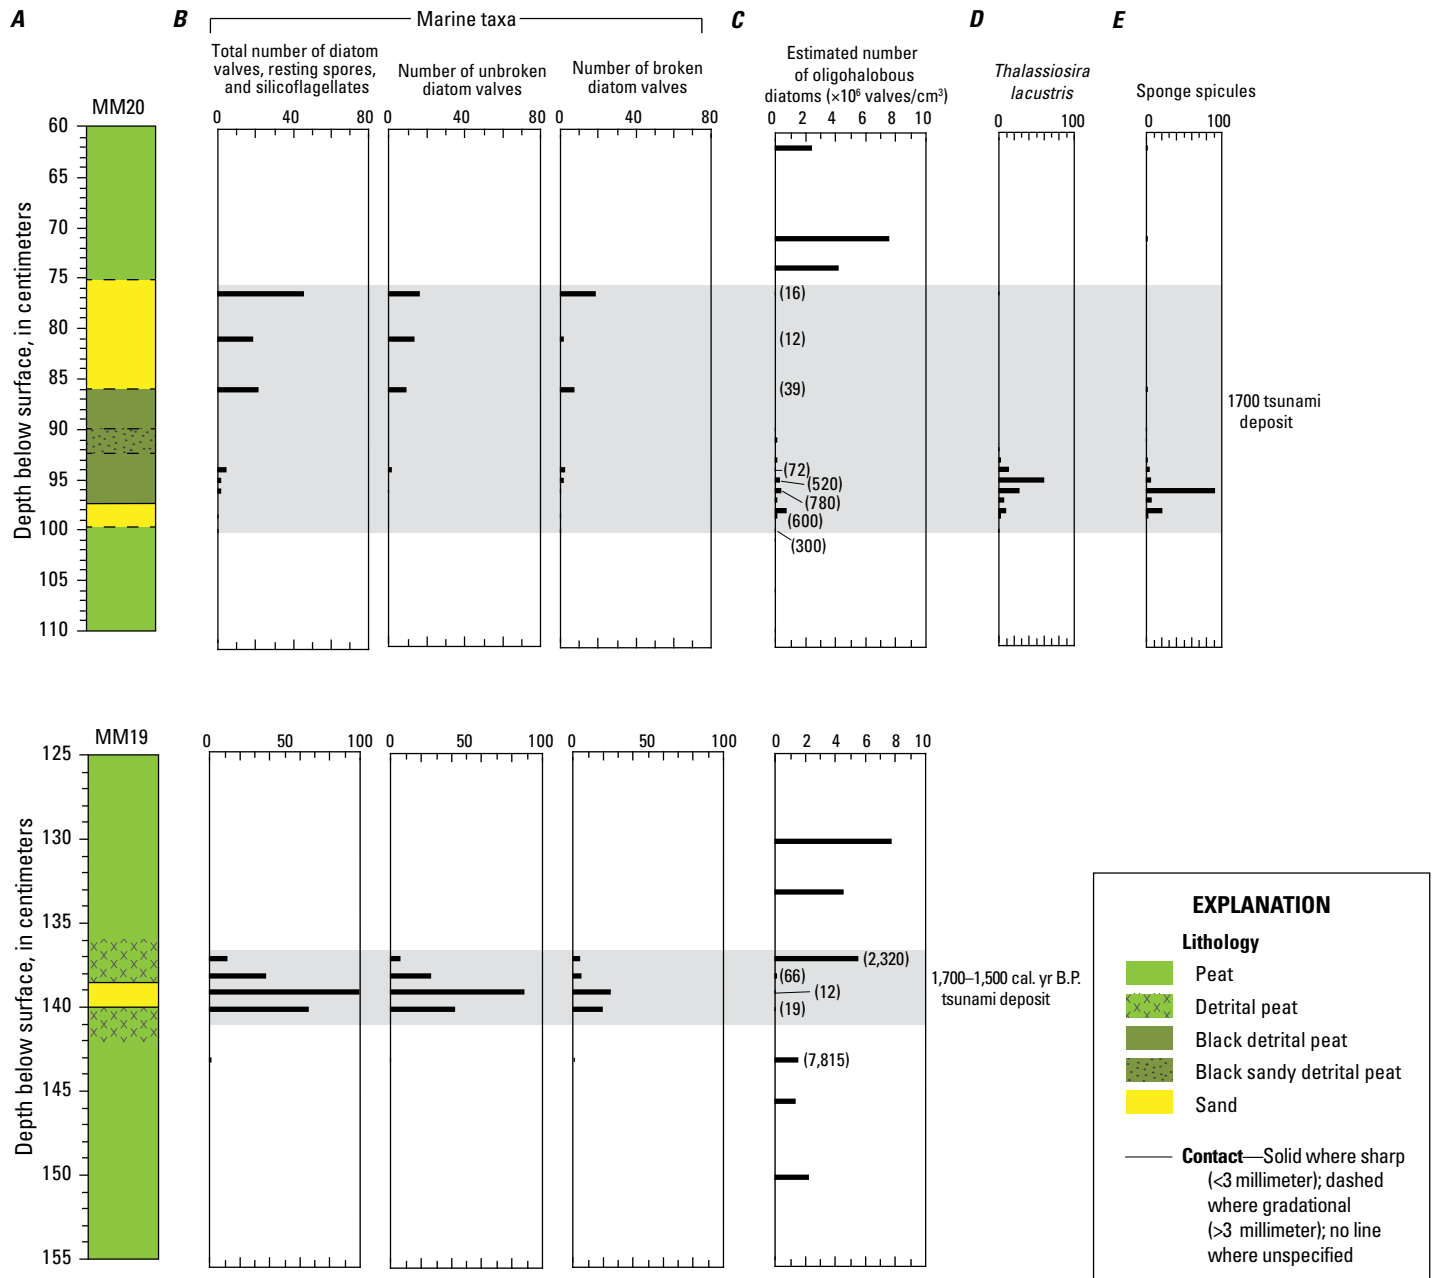 A
B
Marine taxa
C
D
E
Total number of diatom
valves, resting spores,
and silicoflagellates
Number of unbroken
diatom valves
Number of broken
diatom valves
Estimated number
of oligohalobous
diatoms (×10⁶ valves/cm³)
Thalassiosira
lacustris
Sponge spicules
MM20
0 40 80
0 40 80
0 40 80
0 2 4 6 8 10
0 100
0 100
Depth below surface, in centimeters
60
65
70
75
80
85
90
95
100
105
110
(16)
(12)
(39)
(72)
(520)
(780)
(600)
(300)
1700 tsunami
deposit
MM19
0 50 100
0 50 100
0 50 100
0 2 4 6 8 10
Depth below surface, in centimeters
125
130
135
140
145
150
155
(2,320)
(66)
(12)
(19)
(7,815)
1,700–1,500 cal. yr B.P.
tsunami deposit
EXPLANATION
Lithology
Peat
Detrital peat
Black detrital peat
Black sandy detrital peat
Sand
Contact—Solid where sharp
(<3 millimeter); dashed
where gradational
(>3 millimeter); no line
where unspecified